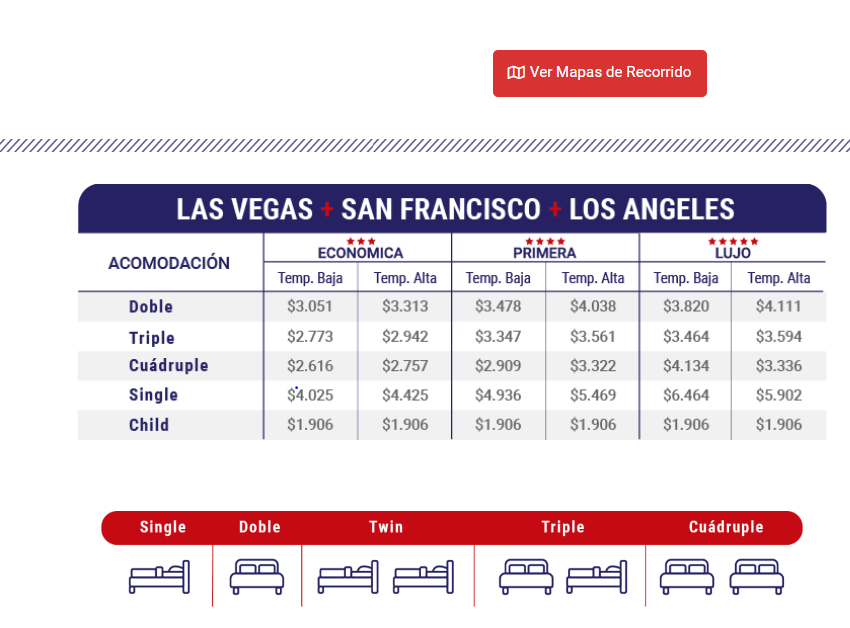 Ver Mapas de Recorrido
LAS VEGAS + SAN FRANCISCO + LOS ANGELES
ACOMODACIÓN
ECONÓMICA
PRIMERA
LUJO
Temp. Baja Temp. Alta Temp. Baja Temp. Alta Temp. Baja Temp. Alta
Doble $3.051 $3.313 $3.478 $4.038 $3.820 $4.111
Triple $2.773 $2.942 $3.347 $3.561 $3.464 $3.594
Cuádruple $2.616 $2.757 $2.909 $3.322 $4.134 $3.336
Single $4.025 $4.425 $4.936 $5.469 $6.464 $5.902
Child $1.906 $1.906 $1.906 $1.906 $1.906 $1.906
Single Doble Twin Triple Cuádruple